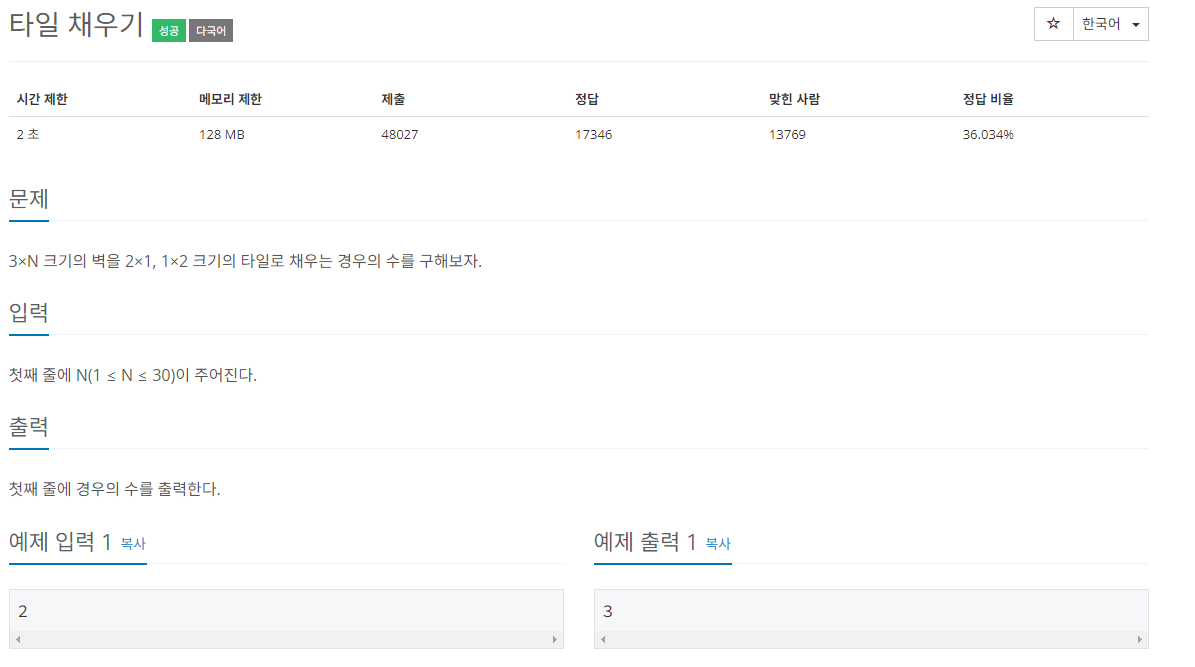 타일 채우기 성공 다국어
☆ 한국어
시간 제한 메모리 제한 제출 정답 맞힌 사람 정답 비율
2 초 128 MB 48027 17346 13769 36.034%
문제
3×N 크기의 벽을 2×1, 1×2 크기의 타일로 채우는 경우의 수를 구해보자.
입력
첫째 줄에 N(1 ≤ N ≤ 30)이 주어진다.
출력
첫째 줄에 경우의 수를 출력한다.
예제 입력 1 복사
2
예제 출력 1 복사
3